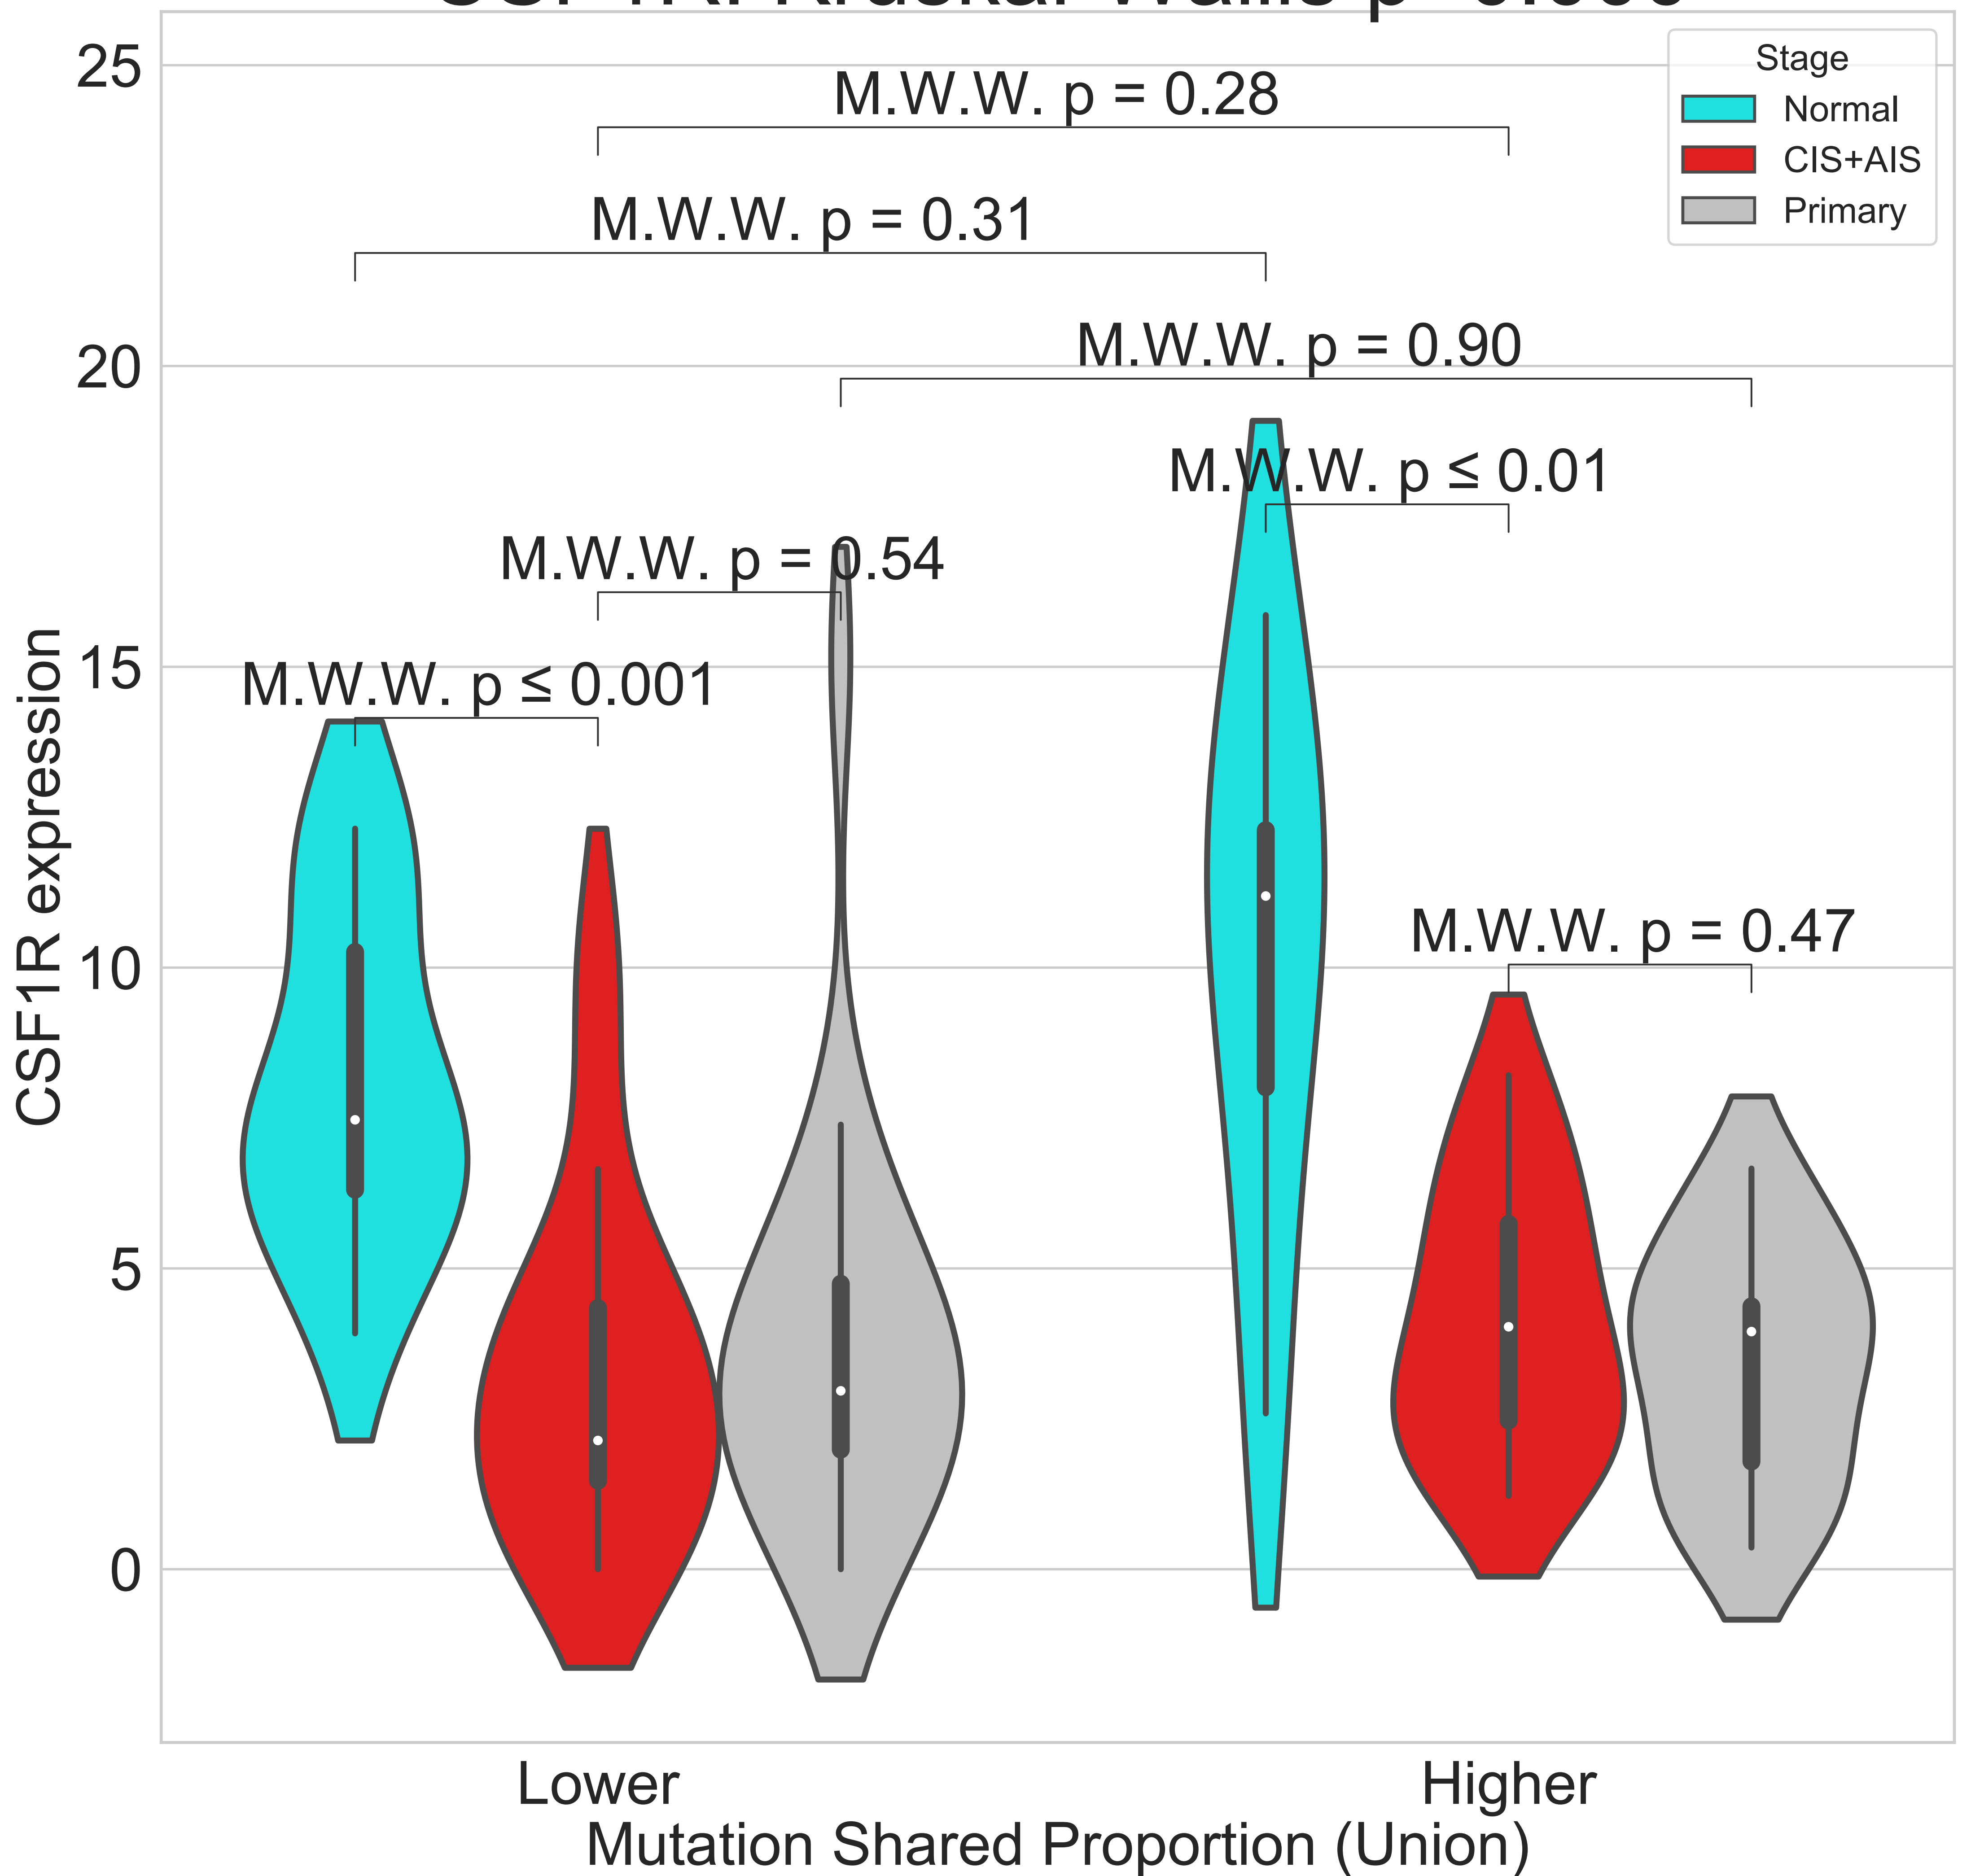 25
20
15
10
5
0
CSF1R expression
Stage
Normal
CIS+AIS
Primary
M.W.W. p = 0.28
M.W.W. p = 0.31
M.W.W. p = 0.90
M.W.W. p ≤ 0.01
M.W.W. p = 0.54
M.W.W. p ≤ 0.001
M.W.W. p = 0.47
Lower
Higher
Mutation Shared Proportion (Union)